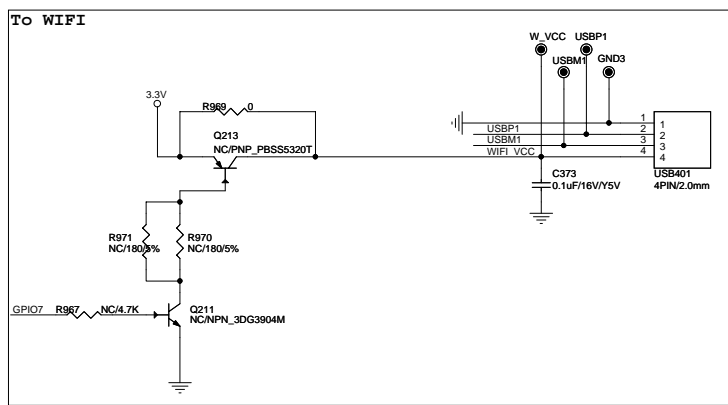 To WIFI
W_VCC USBP1
USBM1 GND3
3.3V
R969 0
Q213
NC/PNP_PBSS5320T
1 1
USBP1 2 2
USBM1 3 3
WIFI_VCC 4 4
USB401
4PIN/2.0mm
C373
0.1uF/16V/Y5V
R971
NC/180/5%
R970
NC/180/5%
GPIO7 R967 NC/4.7K
Q211
NC/NPN_3DG3904M